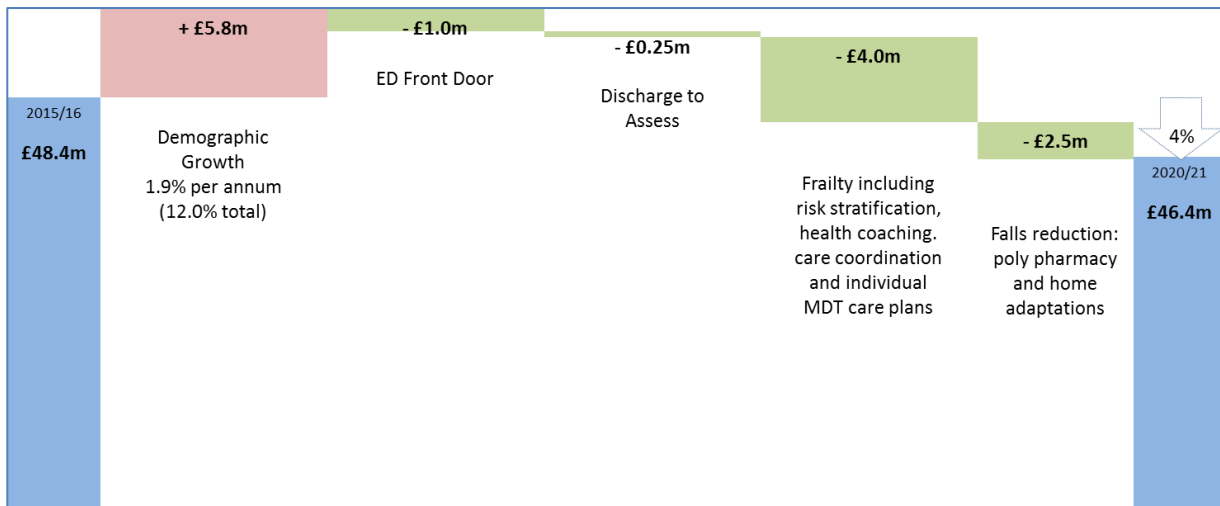 2015/16
£48.4m
+ £5.8m
Demographic
Growth
1.9% per annum
(12.0% total)
- £1.0m
ED Front Door
- £0.25m
Discharge to
Assess
- £4.0m
Frailty including
risk stratification,
health coaching.
care coordination
and individual
MDT care plans
- £2.5m
Falls reduction:
poly pharmacy
and home
adaptations
4%
2020/21
£46.4m